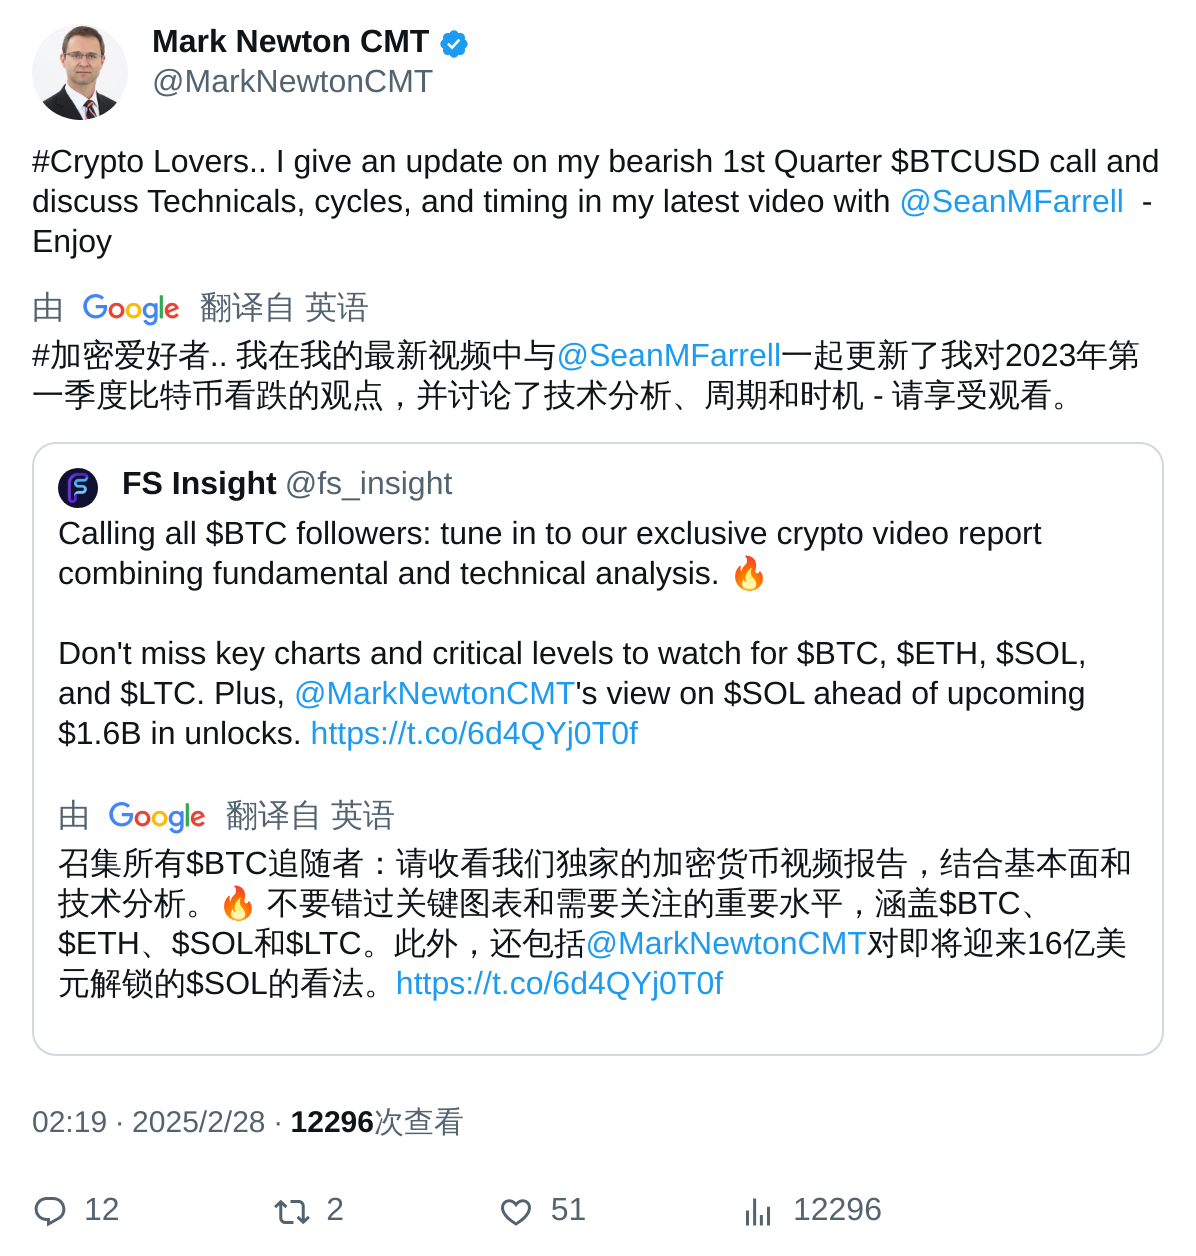 Mark Newton CMT
@MarkNewtonCMT
#Crypto Lovers.. I give an update on my bearish 1st Quarter $BTCUSD call and
discuss Technicals, cycles, and timing in my latest video with @SeanMFarrell  -
Enjoy
由 Google 翻译自 英语
#加密爱好者.. 我在我的最新视频中与@SeanMFarrell一起更新了我对2023年第
一季度比特币看跌的观点，并讨论了技术分析、周期和时机 - 请享受观看。
FS Insight @fs_insight
Calling all $BTC followers: tune in to our exclusive crypto video report
combining fundamental and technical analysis. 🔥
Don't miss key charts and critical levels to watch for $BTC, $ETH, $SOL,
and $LTC. Plus, @MarkNewtonCMT's view on $SOL ahead of upcoming
$1.6B in unlocks. https://t.co/6d4QYj0T0f
由 Google 翻译自 英语
召集所有$BTC追随者：请收看我们独家的加密货币视频报告，结合基本面和
技术分析。🔥 不要错过关键图表和需要关注的重要水平，涵盖$BTC、
$ETH、$SOL和$LTC。此外，还包括@MarkNewtonCMT对即将迎来16亿美
元解锁的$SOL的看法。https://t.co/6d4QYj0T0f
02:19 · 2025/2/28 · 12296次查看
12 2 51 12296